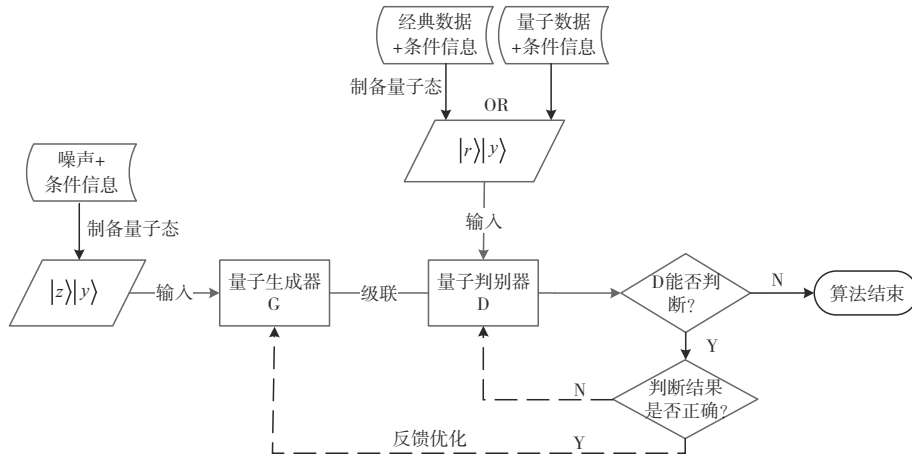 经典数据
+条件信息
量子数据
+条件信息
制备量子态
OR
|r⟩|y⟩
噪声+
条件信息
制备量子态
输入
|z⟩|y⟩
输入
量子生成器
G
级联
量子判别器
D
D能否判
断?
N
算法结束
Y
判断结果
是否正确?
N
反馈优化
Y